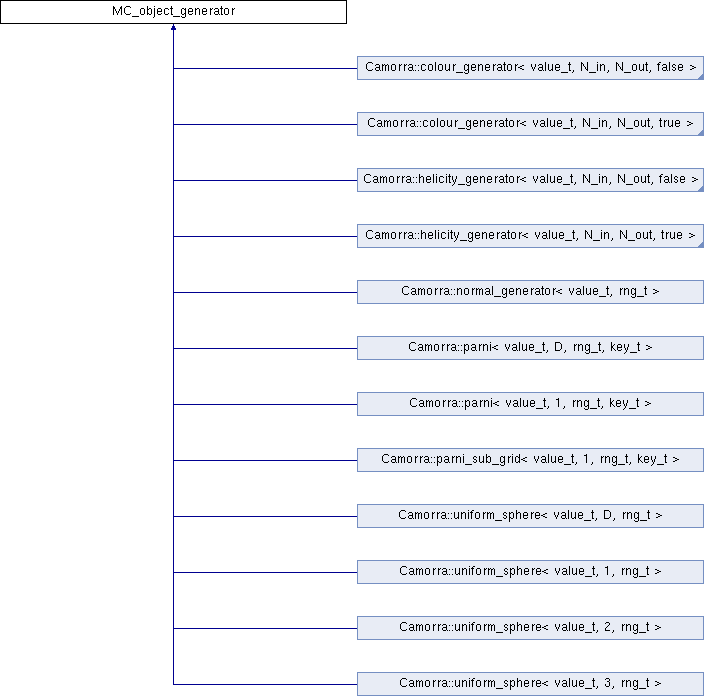 MC_object_generator
Camorra::colour_generator< value_t, N_in, N_out, false >
Camorra::colour_generator< value_t, N_in, N_out, true >
Camorra::helicity_generator< value_t, N_in, N_out, false >
Camorra::helicity_generator< value_t, N_in, N_out, true >
Camorra::normal_generator< value_t, rng_t >
Camorra::parni< value_t, D, rng_t, key_t >
Camorra::parni< value_t, 1, rng_t, key_t >
Camorra::parni_sub_grid< value_t, 1, rng_t, key_t >
Camorra::uniform_sphere< value_t, D, rng_t >
Camorra::uniform_sphere< value_t, 1, rng_t >
Camorra::uniform_sphere< value_t, 2, rng_t >
Camorra::uniform_sphere< value_t, 3, rng_t >